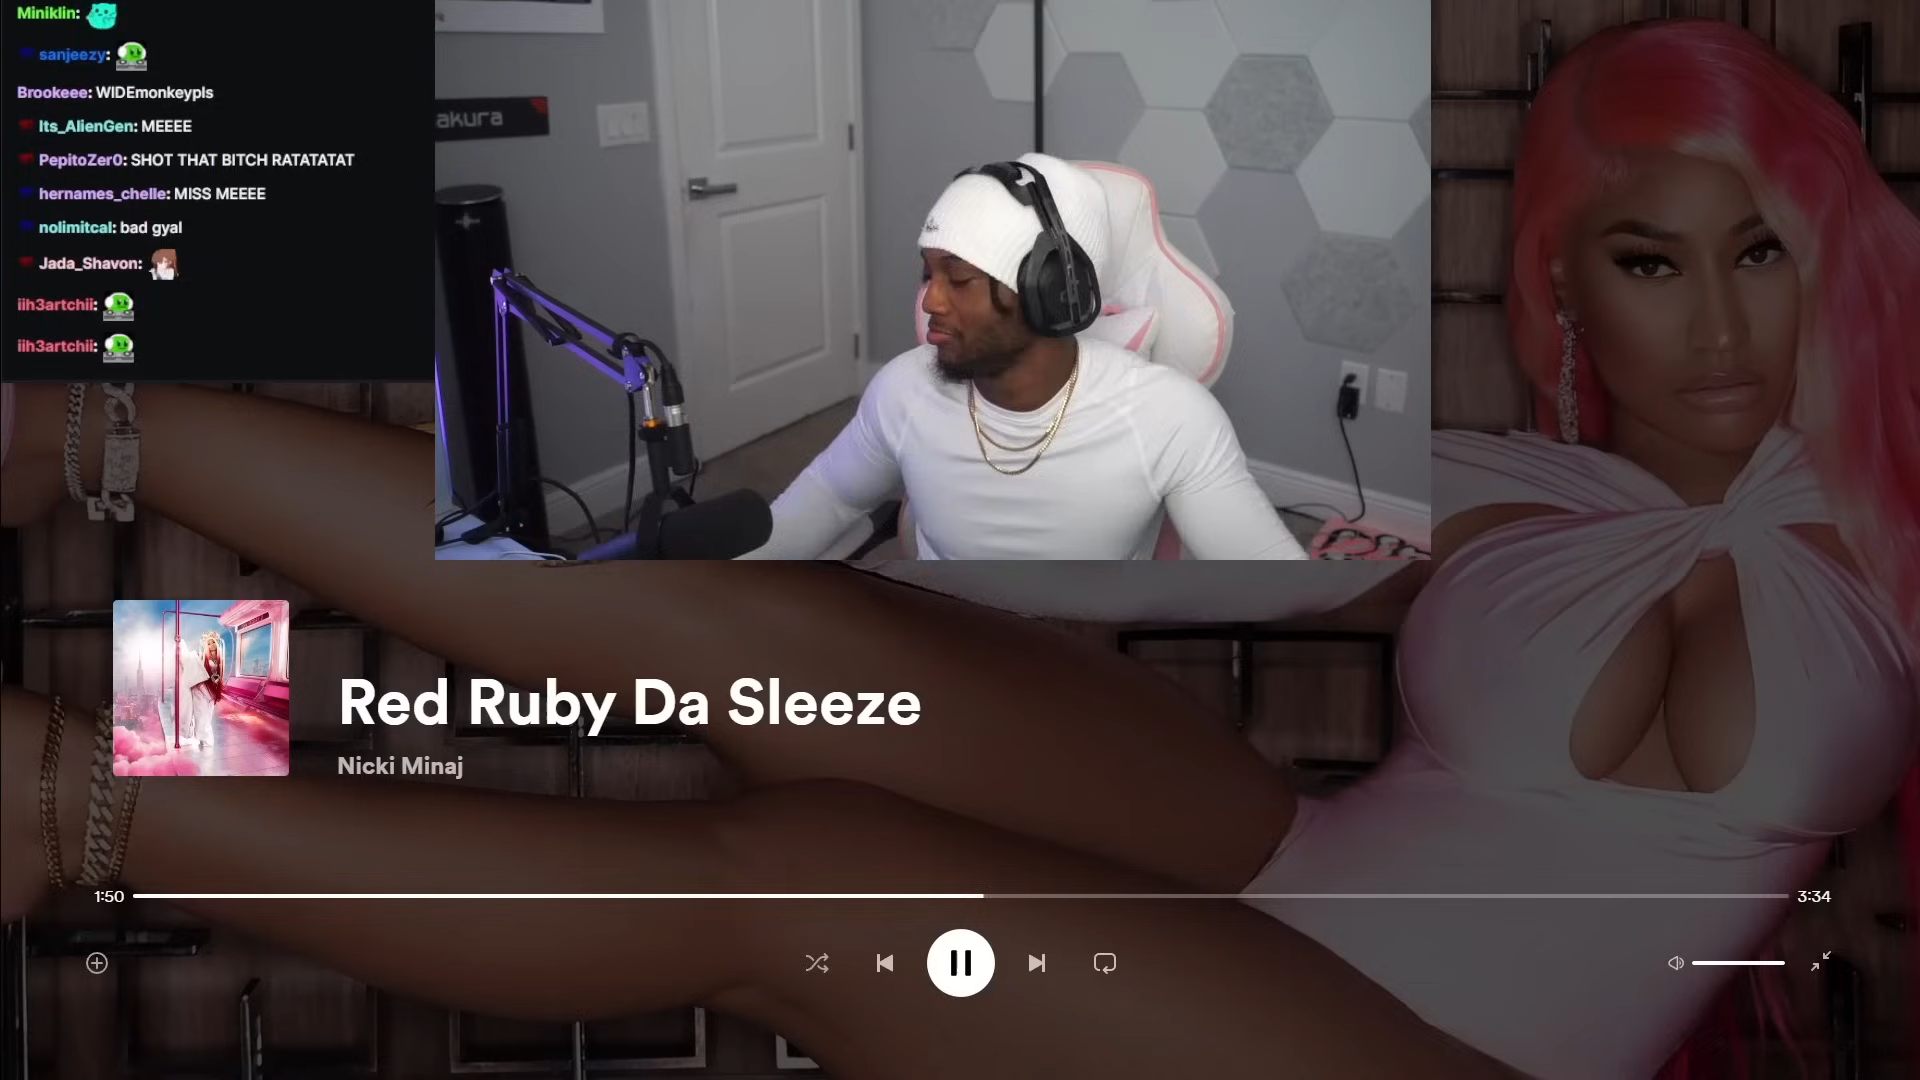 Miniklin:
sanjeezy:
Brookeee: WIDEmonkeypls
Its_AlienGen: MEEEE
PepitoZer0: SHOT THAT BITCH RATATATAT
hernames_chelle: MISS MEEEE
nolimitcal: bad gyal
Jada_Shavon:
iih3artchii:
iih3artchii:
akura
Red Ruby Da Sleeze
Nicki Minaj
1:50
3:34